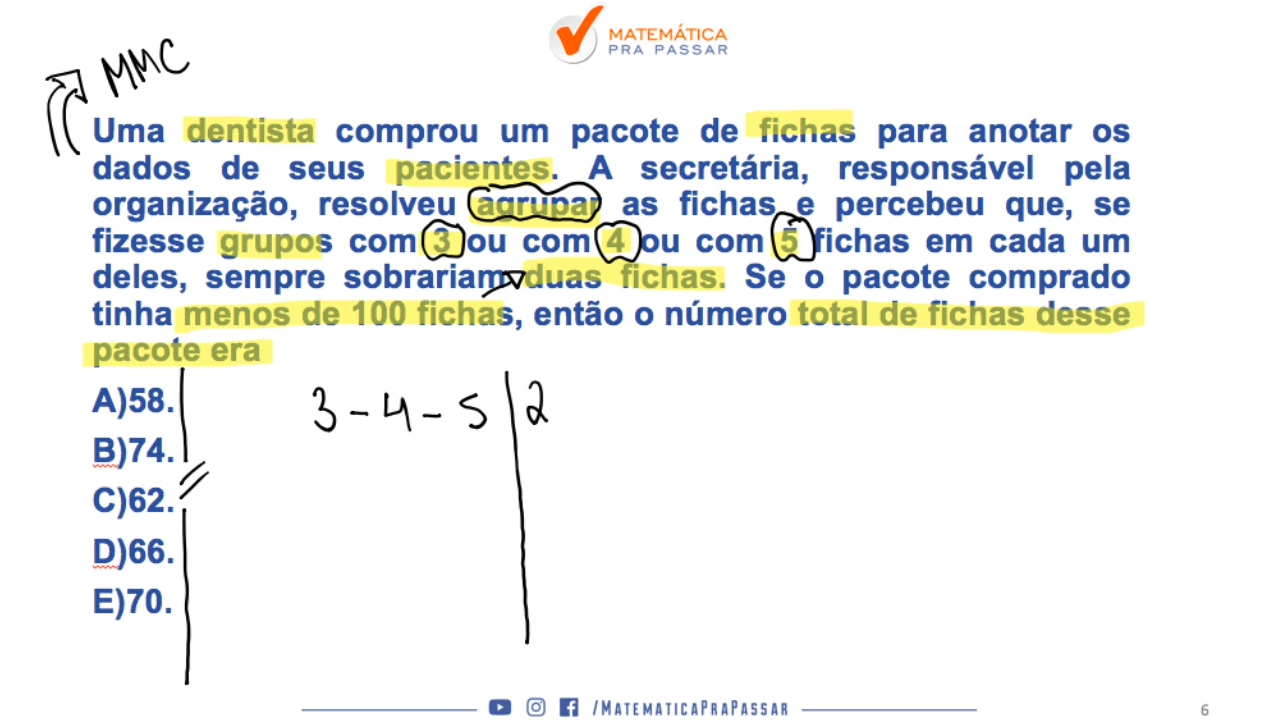 MATEMÁTICA
PRA PASSAR
MMC
Uma dentista comprou um pacote de fichas para anotar os
dados de seus pacientes. A secretária, responsável pela
organização, resolveu agrupar as fichas e percebeu que, se
fizesse grupos com 3 ou com 4 ou com 5 fichas em cada um
deles, sempre sobrariam duas fichas. Se o pacote comprado
tinha menos de 100 fichas, então o número total de fichas desse
pacote era
A)58.
3 - 4 - 5 | 2
B)74.
C)62.
D)66.
E)70.
/MATEMATICAPRAPASSAR
6